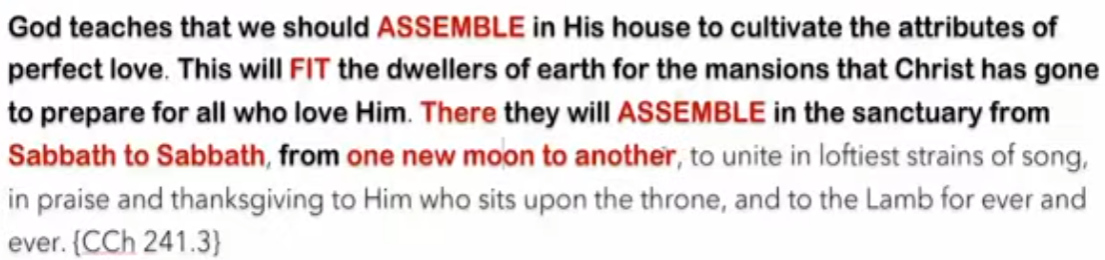 God teaches that we should ASSEMBLE in His house to cultivate the attributes of
perfect love. This will FIT the dwellers of earth for the mansions that Christ has gone
to prepare for all who love Him. There they will ASSEMBLE in the sanctuary from
Sabbath to Sabbath, from one new moon to another, to unite in loftiest strains of song,
in praise and thanksgiving to Him who sits upon the throne, and to the Lamb for ever and
ever. {CCh 241.3}